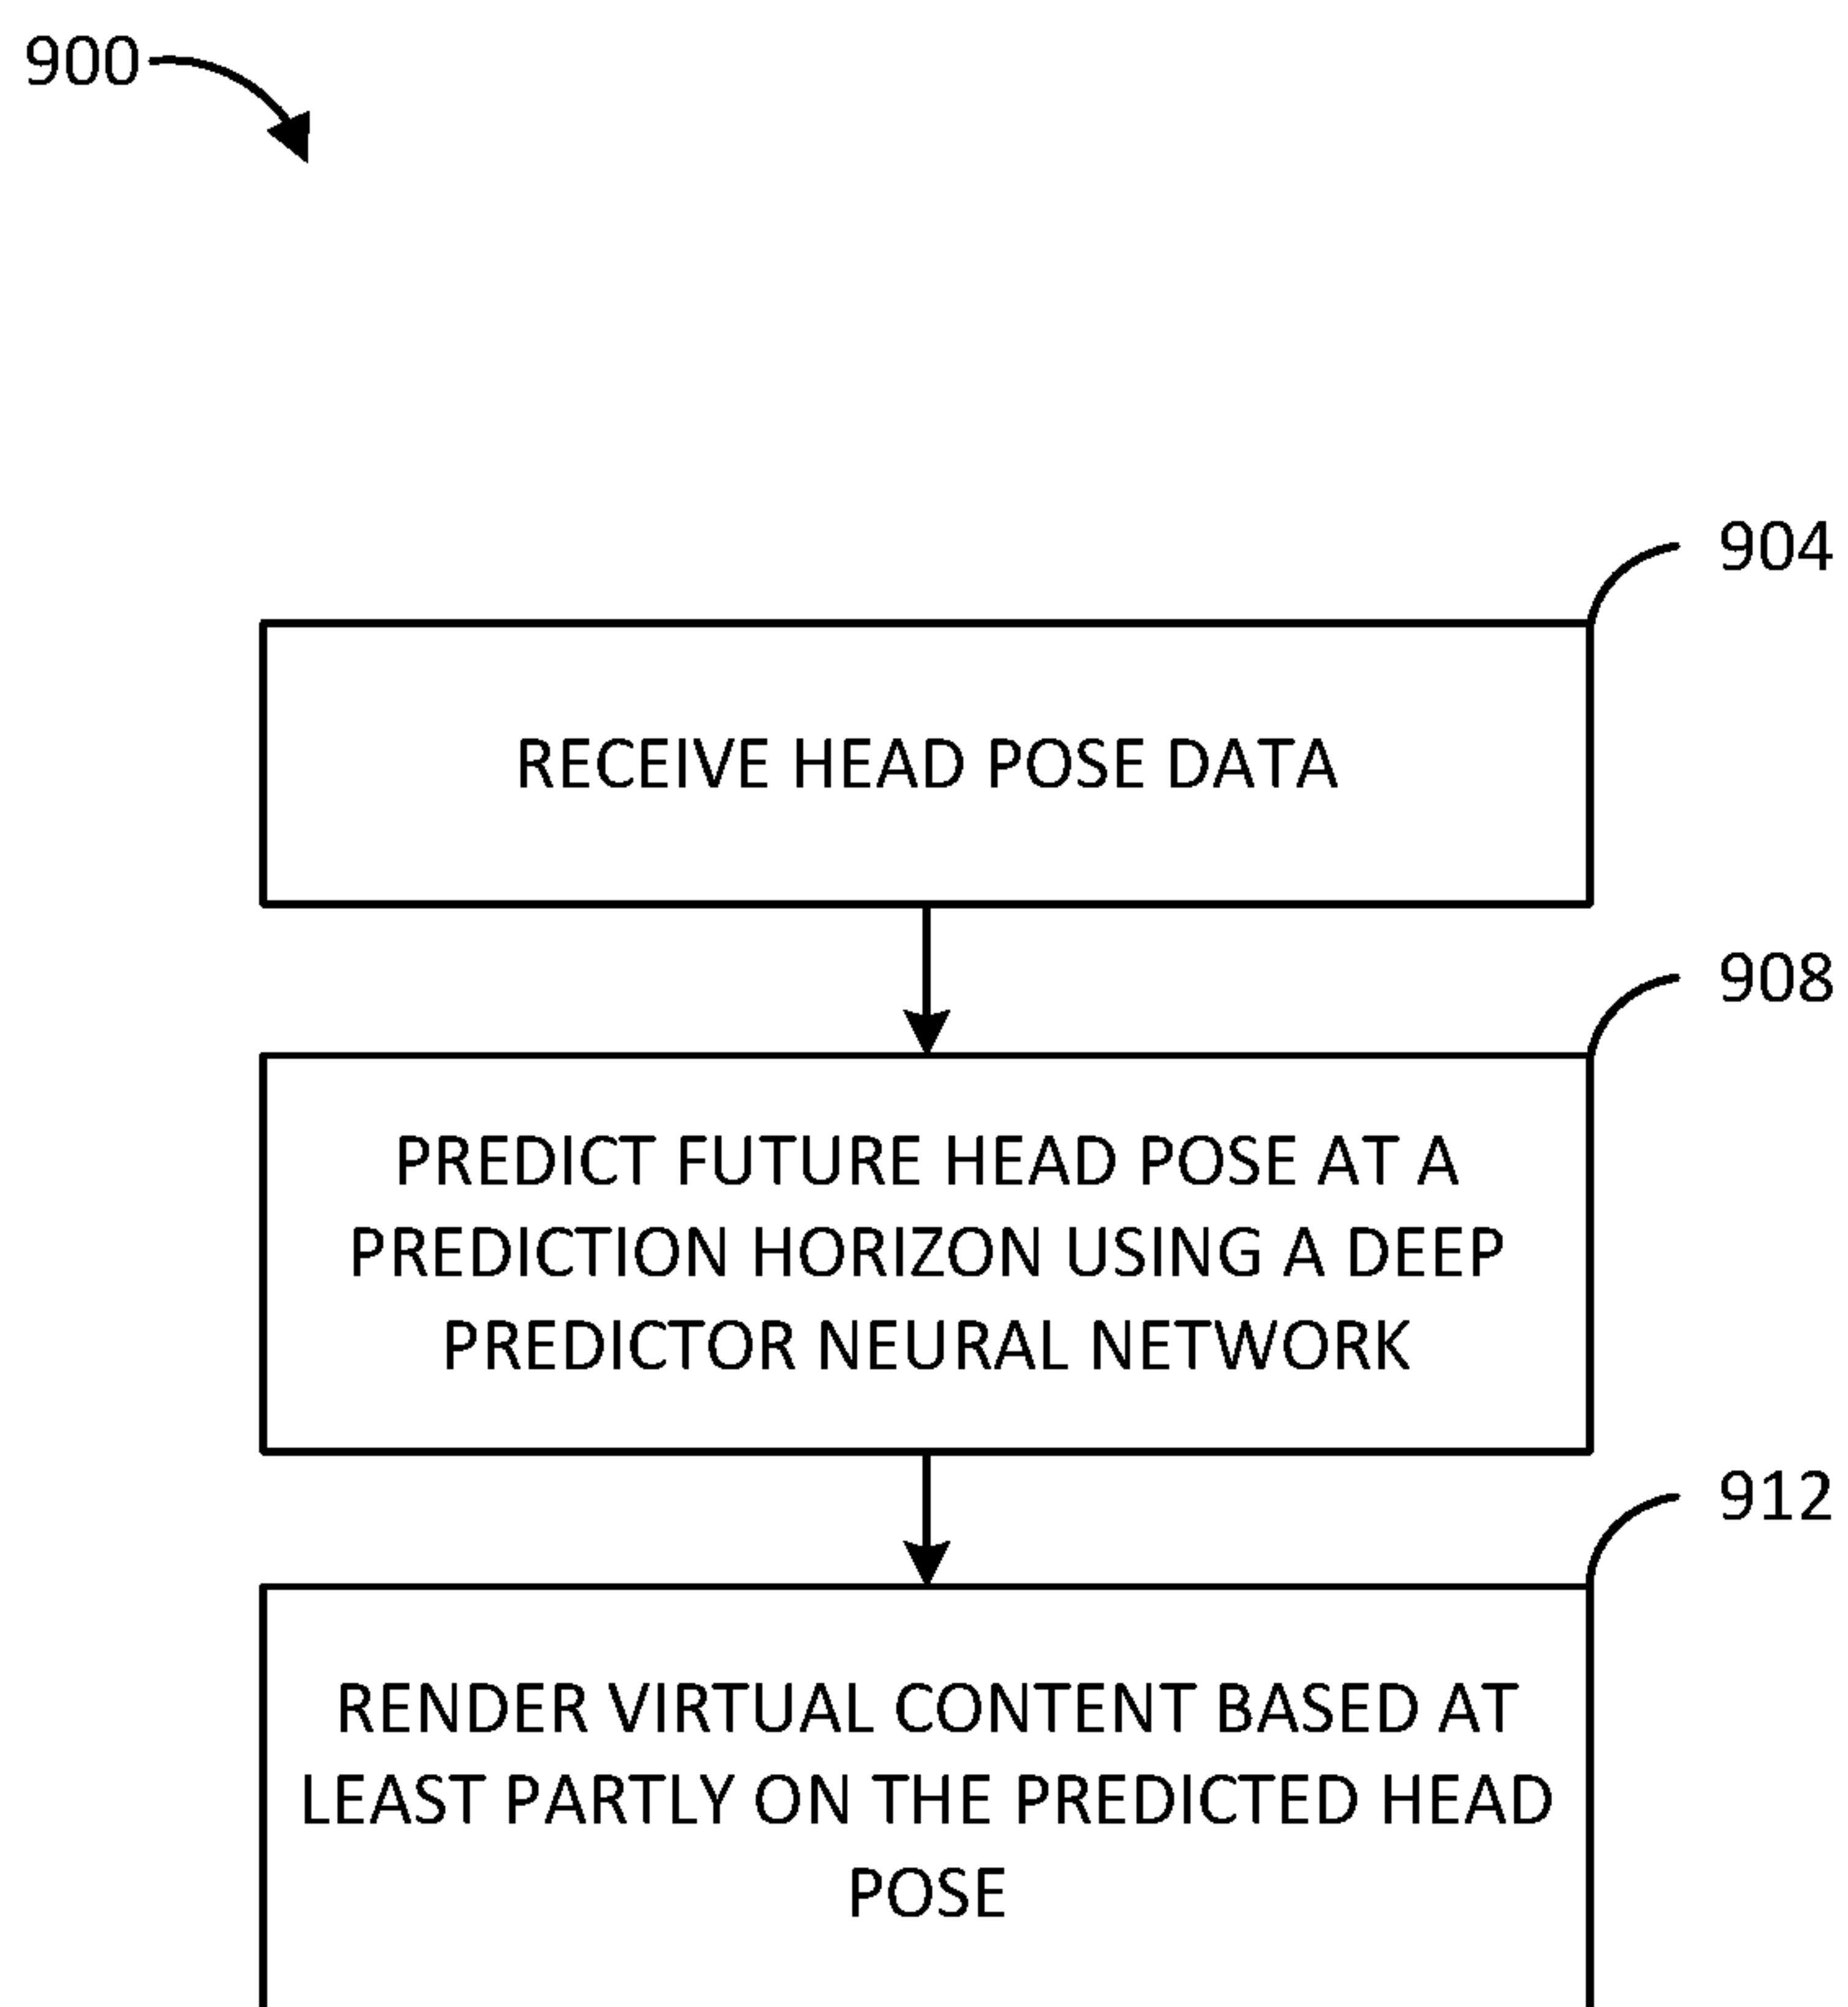 900
904
RECEIVE HEAD POSE DATA
908
PREDICT FUTURE HEAD POSE AT A
PREDICTION HORIZON USING A DEEP
PREDICTOR NEURAL NETWORK
912
RENDER VIRTUAL CONTENT BASED AT
LEAST PARTLY ON THE PREDICTED HEAD
POSE